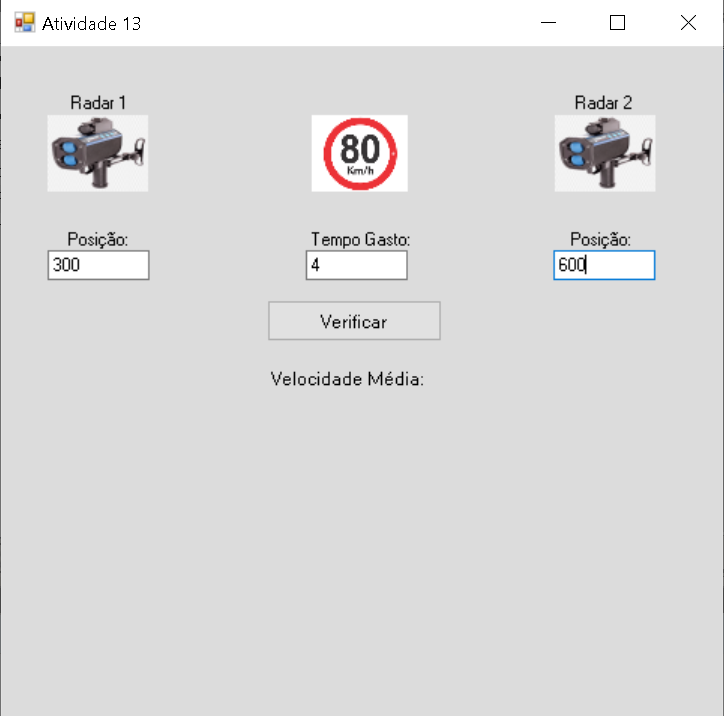 Atividade 13
Radar 1
Radar 2
80
Km/h
Posição:
Tempo Gasto:
Posição:
300
4
600
Verificar
Velocidade Média: